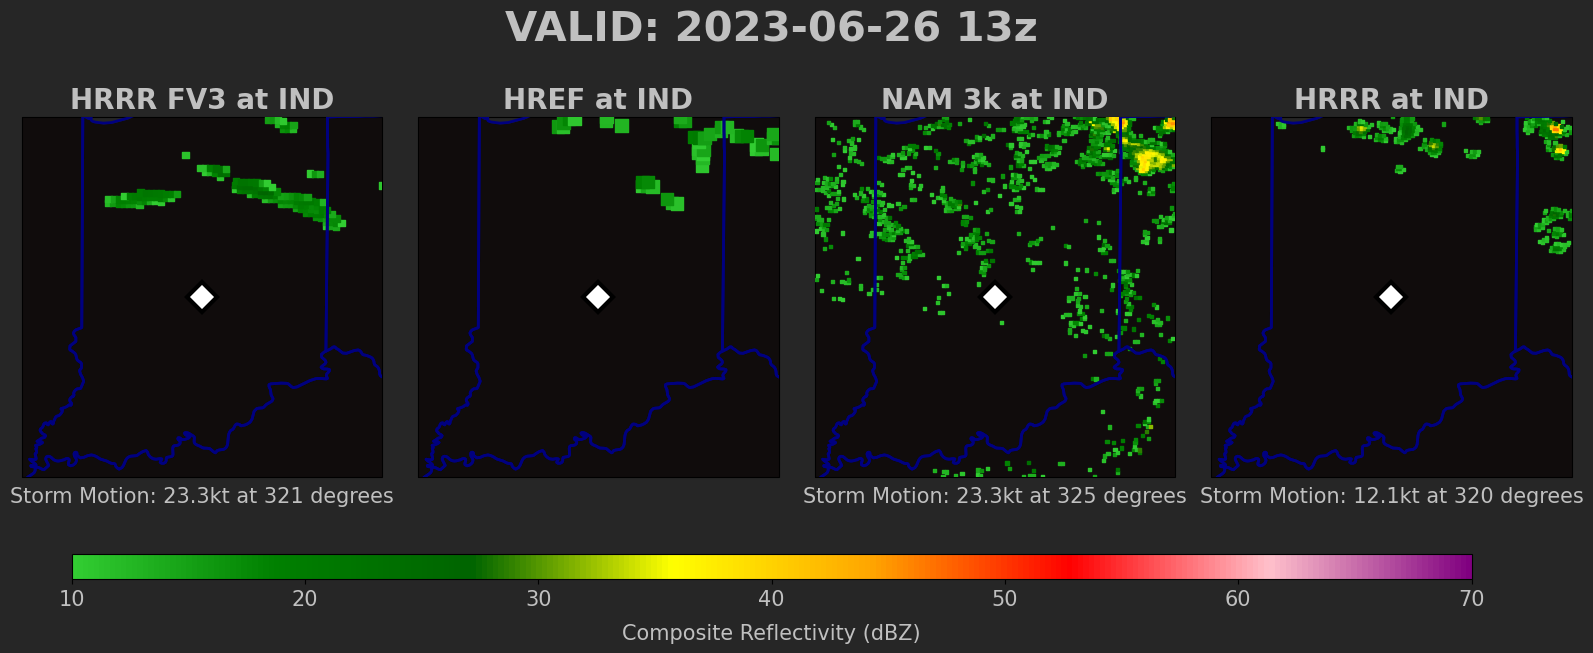 VALID: 2023-06-26 13z
HRRR FV3 at IND
HREF at IND
NAM 3k at IND
HRRR at IND
Storm Motion: 23.3kt at 321 degrees
Storm Motion: 23.3kt at 325 degrees
Storm Motion: 12.1kt at 320 degrees
10 20 30 40 50 60 70
Composite Reflectivity (dBZ)